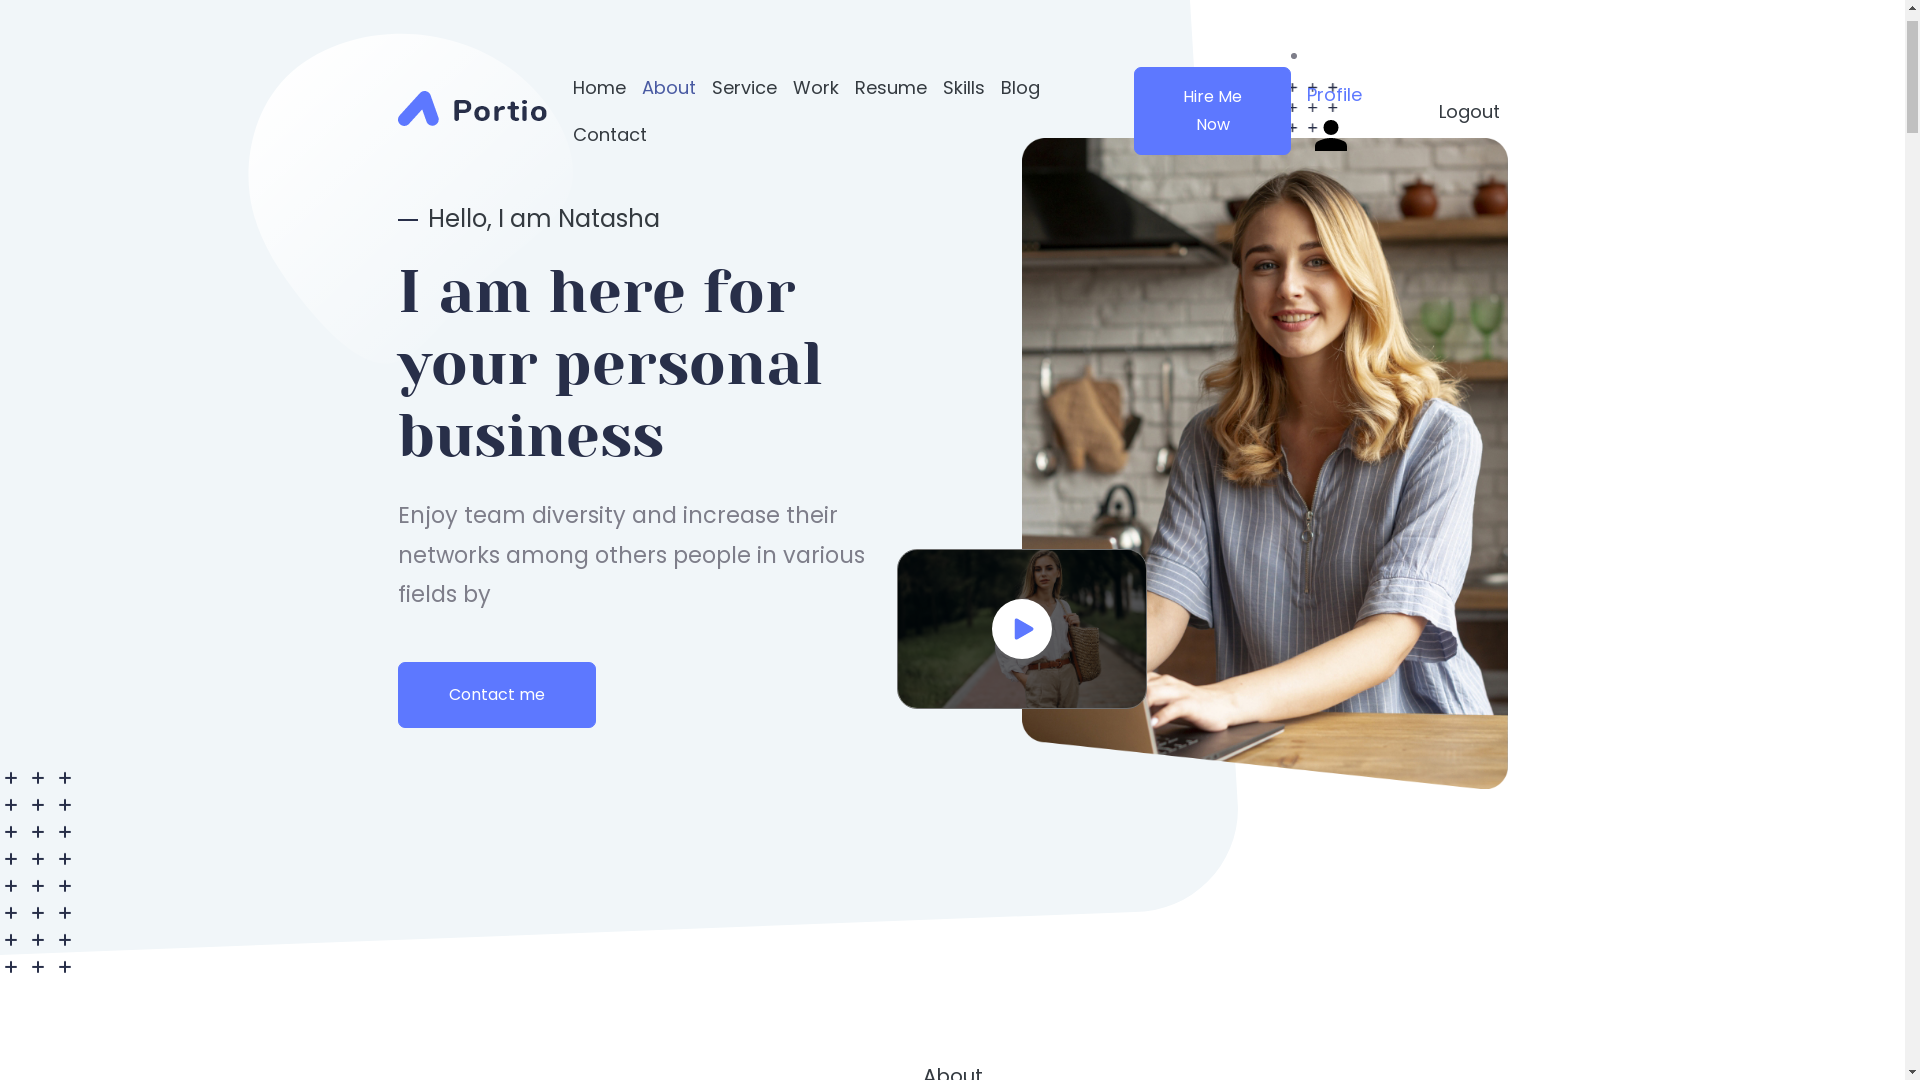 Portio
Home About Service Work Resume Skills Blog
Contact
Hire Me
Now
Profile
Logout
Hello, I am Natasha
I am here for
your personal
business
Enjoy team diversity and increase their
networks among others people in various
fields by
Contact me
About